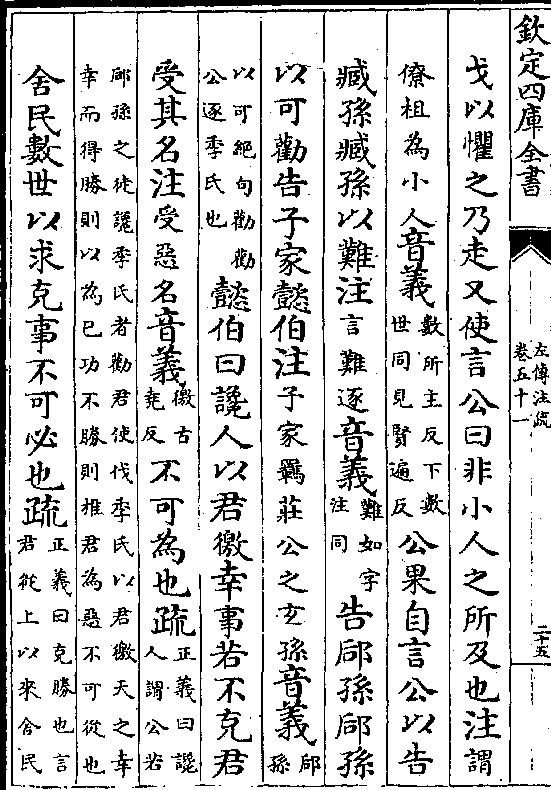 欽定四庫全書
左傳注疏
卷五十一
二十五
戈以懼之乃走又使言公曰非小人之所及也注謂
僚柤為小人音義數所主反下數世同見賢遍反公果自言公以告
臧孫臧孫以難注言難逐音義難如字注同告郈孫郈孫
以可勸告子家懿伯注子家羈莊公之玄孫音義郈孫
以可絕句勸勸公逐季氏也懿伯曰讒人以君徼幸事若不克君
受其名注受惡名音義徼古堯反不可為也疏正義曰讒人謂公若
郈孫之徒讒季氏者勸君使伐季氏以君徼天之幸
幸而得勝則以為己功不勝則推君為惡不可從也
舍民數世以求克事不可必也疏正義曰克勝也言君從上以來舍民